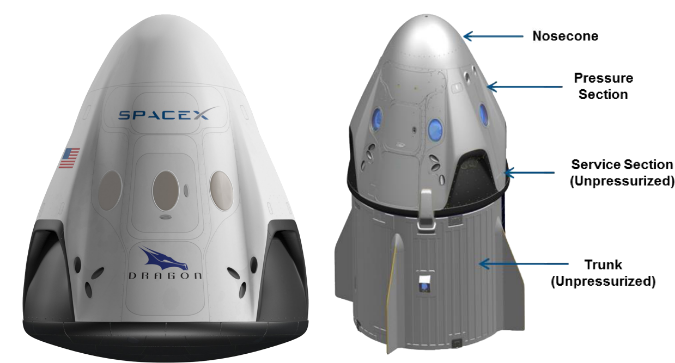 SPACEX
DRAGON
Nosecone
Pressure
Section
Service Section
(Unpressurized)
Trunk
(Unpressurized)